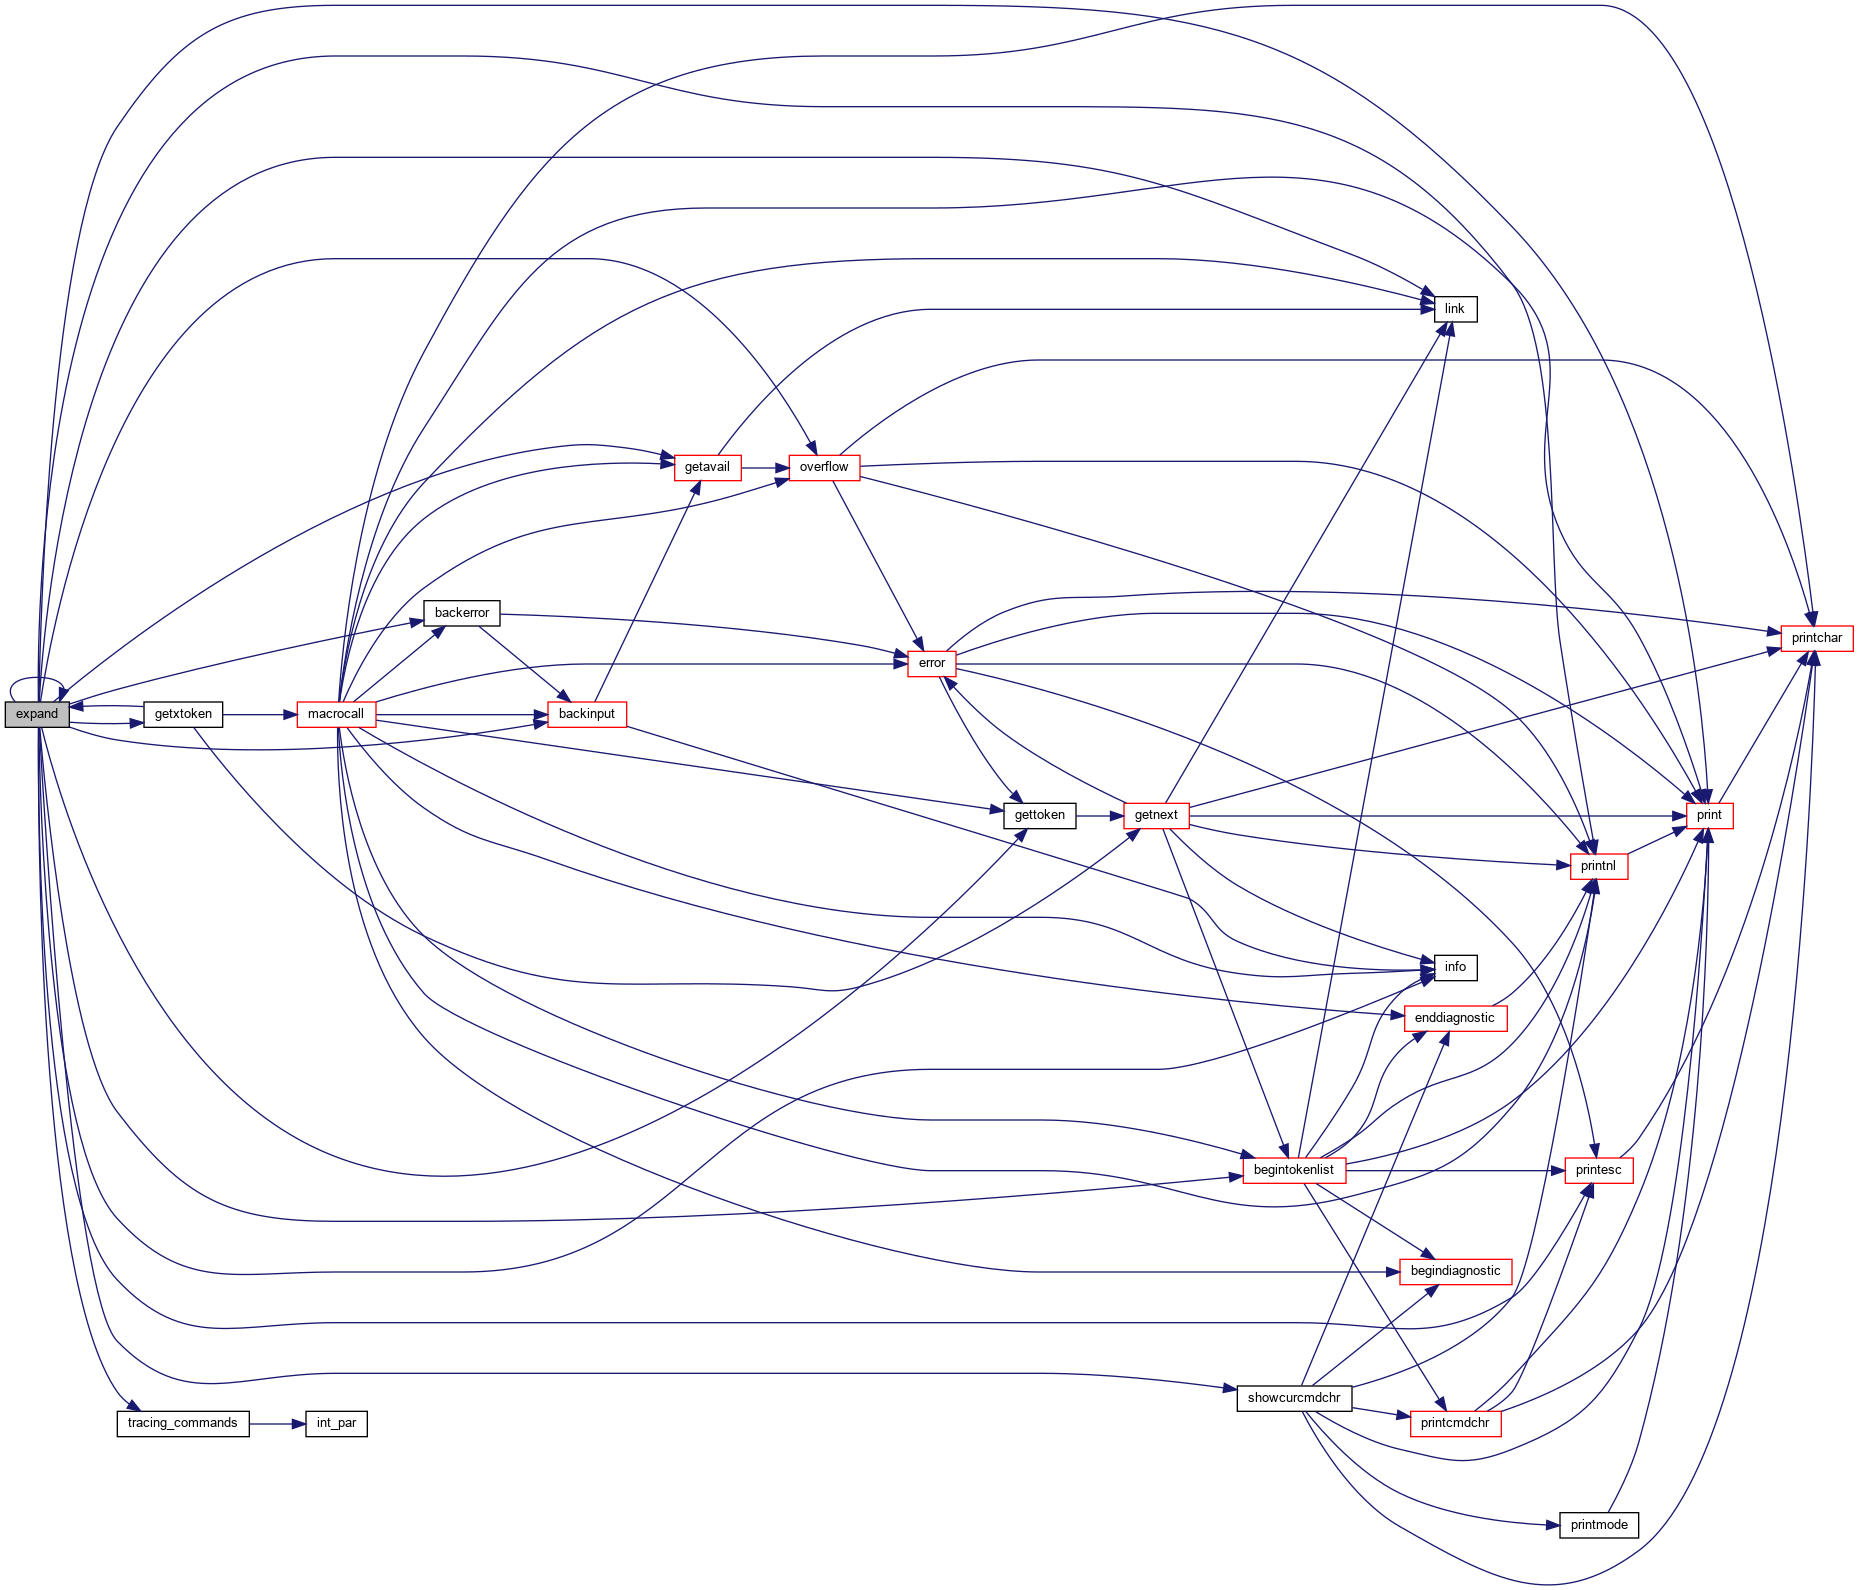 link
getavail
overflow
backerror
printchar
error
expand
getxtoken
macrocall
backinput
gettoken
getnext
print
printnl
info
enddiagnostic
begintokenlist
printesc
begindiagnostic
showcurcmdchr
tracing_commands
int_par
printcmdchr
printmode